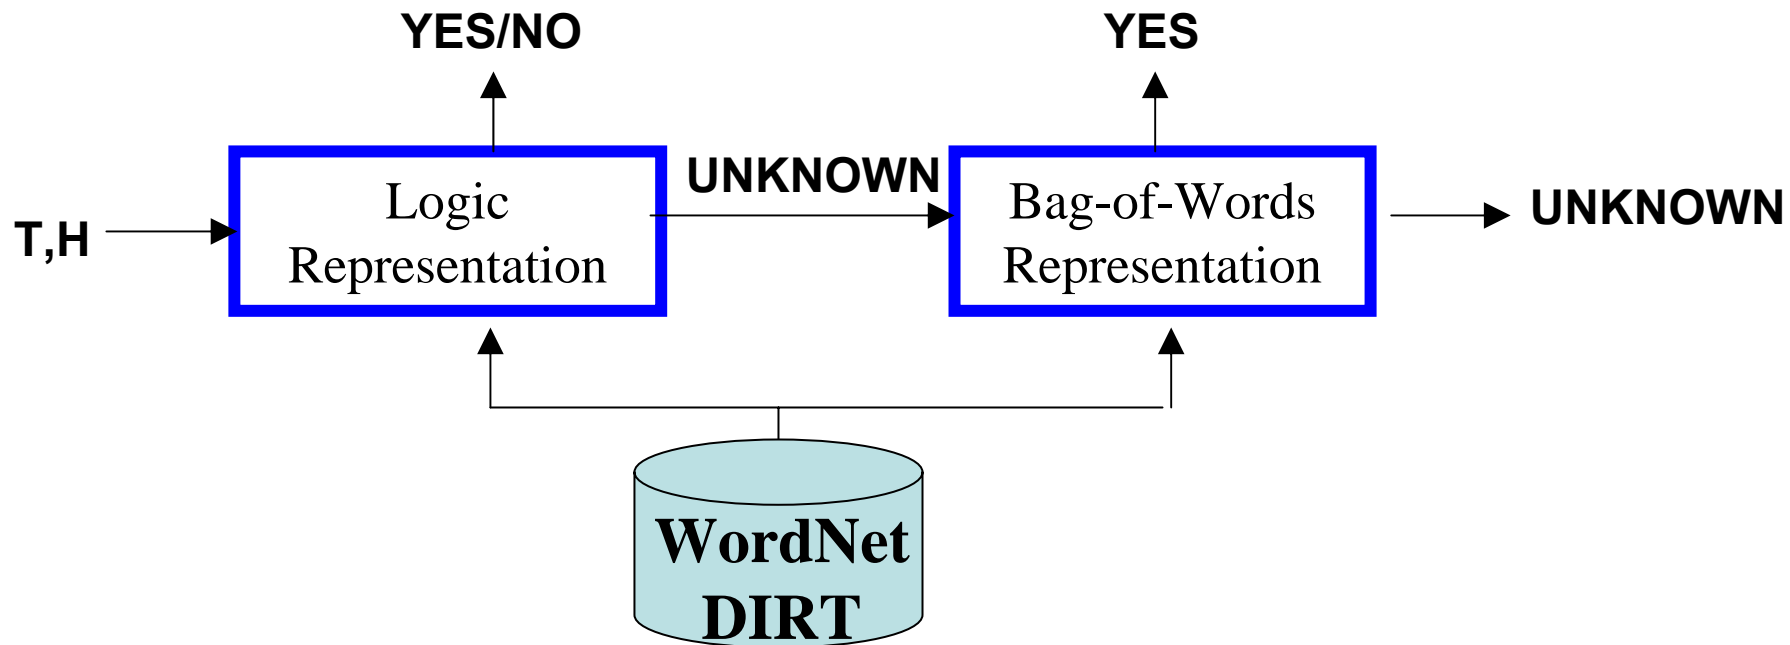 YES/NO
YES
T,H
Logic
Representation
UNKNOWN
Bag-of-Words
Representation
UNKNOWN
WordNet
DIRT